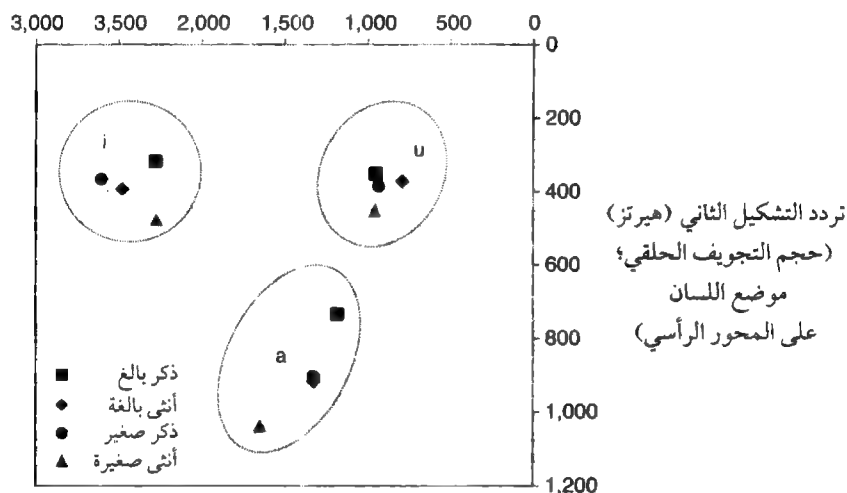 3,000 3,500 2,000 1,500 1,000 500 0
0
200
400
600
800
1,000
1,200
i
u
a
ذكر بالغ
أنثى بالغة
ذكر صغير
أنثى صغيرة
تردد التشكيل الثاني (هيرتز)
(حجم التجويف الحلقي؛
موضع اللسان
على المحور الرأسي)